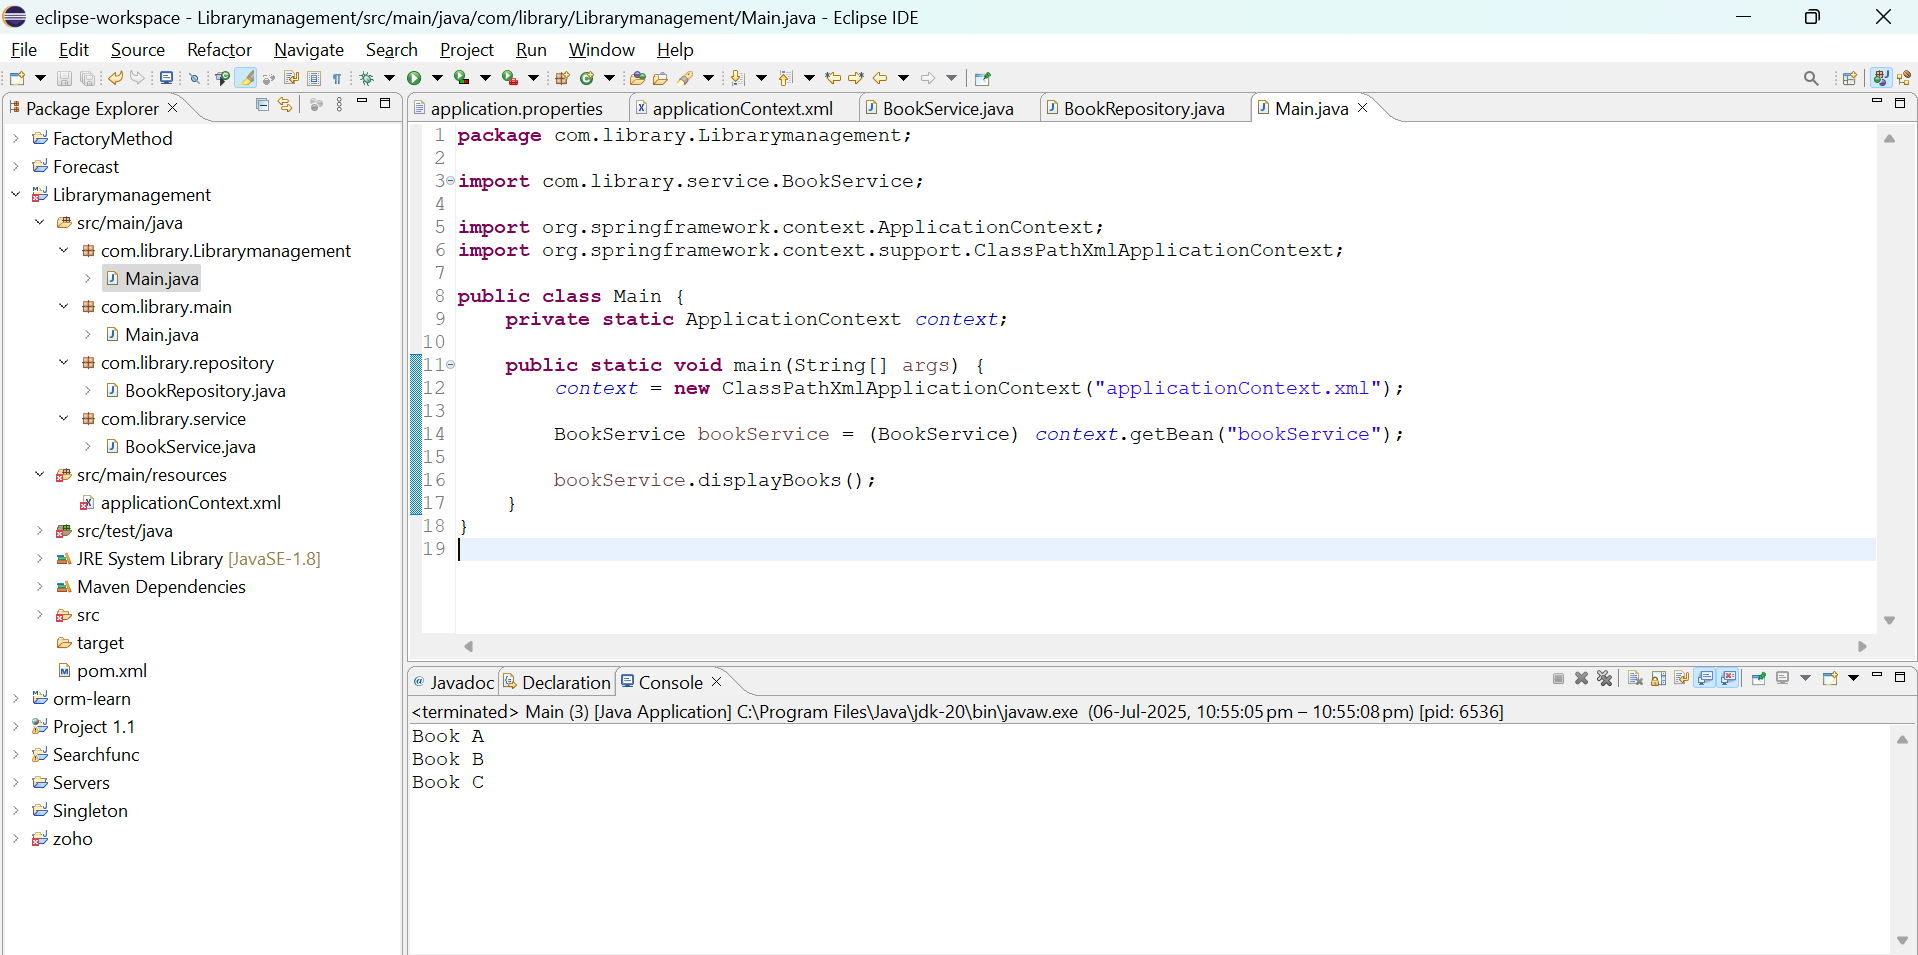 eclipse-workspace - Librarymanagement/src/main/java/com/library/Librarymanagement/Main.java - Eclipse IDE
File Edit Source Refactor Navigate Search Project Run Window Help
Package Explorer
FactoryMethod
Forecast
Librarymanagement
src/main/java
com.library.Librarymanagement
Main.java
com.library.main
Main.java
com.library.repository
BookRepository.java
com.library.service
BookService.java
src/main/resources
applicationContext.xml
src/test/java
JRE System Library [JavaSE-1.8]
Maven Dependencies
src
target
pom.xml
orm-learn
Project 1.1
Searchfunc
Servers
Singleton
zoho
application.properties applicationContext.xml BookService.java BookRepository.java Main.java
1 package com.library.Librarymanagement;
2
3 import com.library.service.BookService;
4
5 import org.springframework.context.ApplicationContext;
6 import org.springframework.context.support.ClassPathXmlApplicationContext;
7
8 public class Main {
9 private static ApplicationContext context;
10
11 public static void main(String[] args) {
12 context = new ClassPathXmlApplicationContext("applicationContext.xml");
13
14 BookService bookService = (BookService) context.getBean("bookService");
15
16 bookService.displayBooks();
17 }
18 }
19
Javadoc Declaration Console
<terminated> Main (3) [Java Application] C:\Program Files\Java\jdk-20\bin\javaw.exe (06-Jul-2025, 10:55:05 pm – 10:55:08 pm) [pid: 6536]
Book A
Book B
Book C